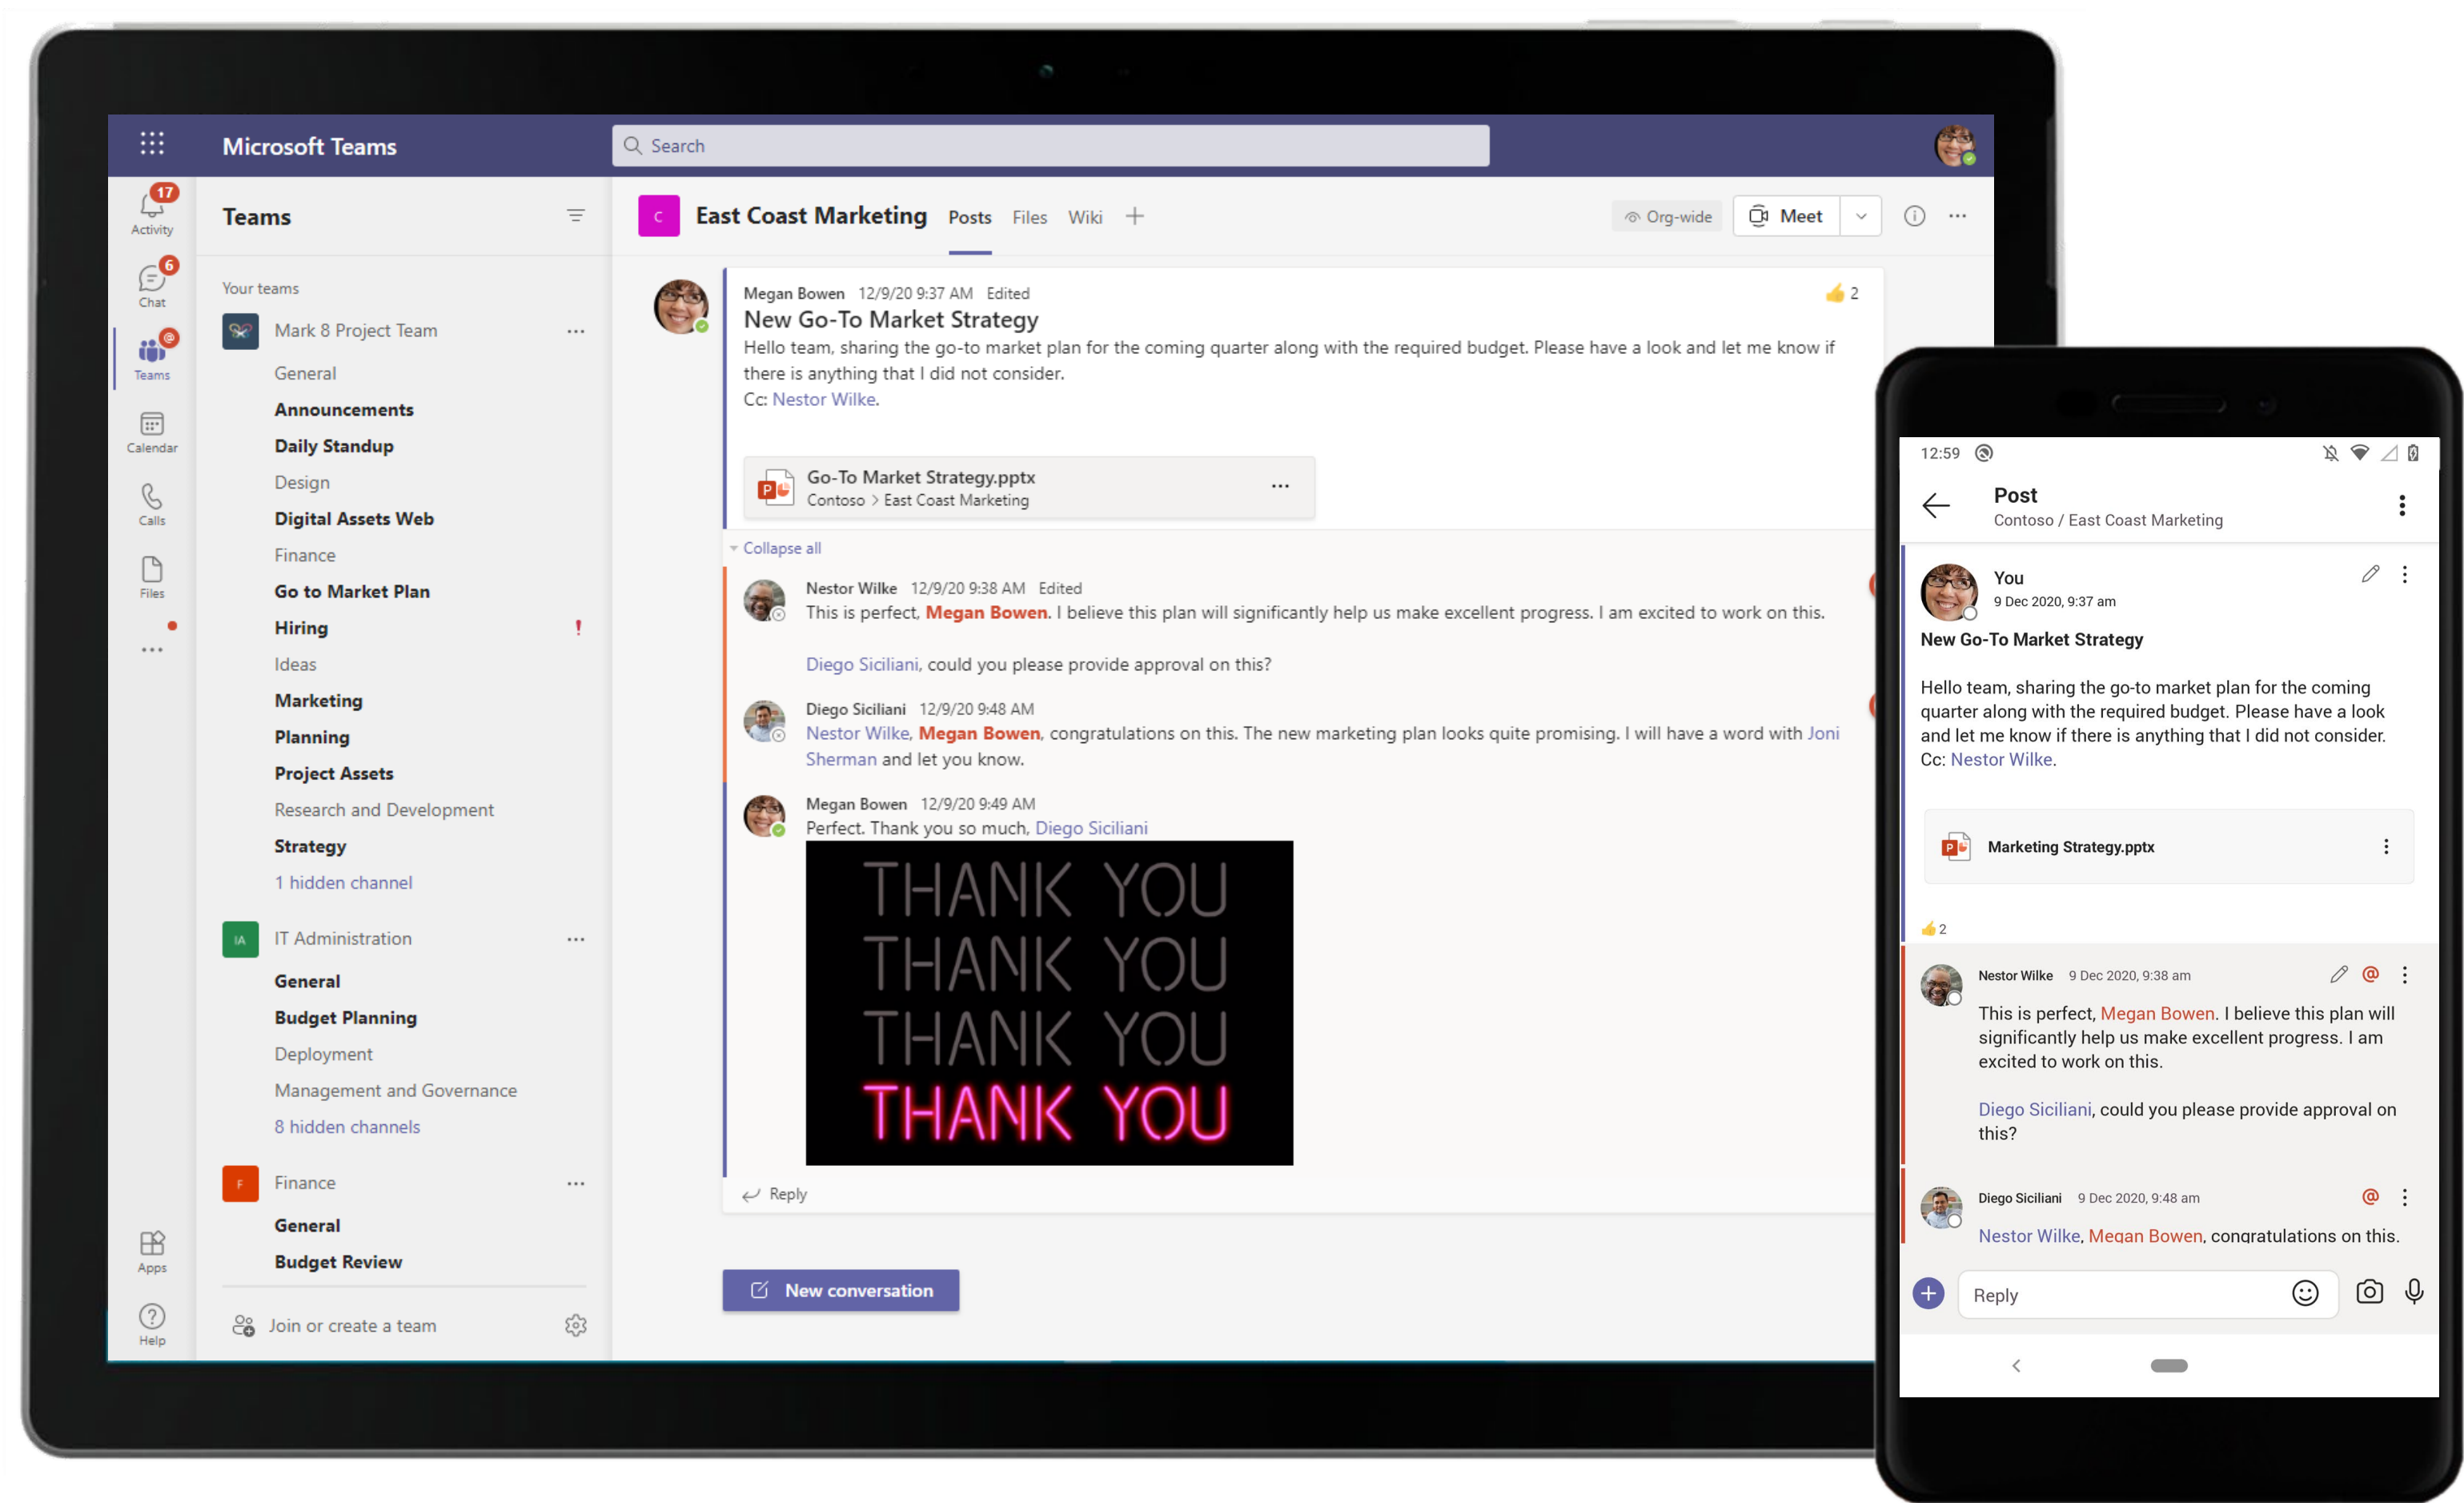 Microsoft Teams
Search
17
Activity
6
Chat
@
Teams
Calendar
Calls
Files
Apps
Help
Teams
Your teams
Mark 8 Project Team
General
Announcements
Daily Standup
Design
Digital Assets Web
Finance
Go to Market Plan
Hiring !
Ideas
Marketing
Planning
Project Assets
Research and Development
Strategy
1 hidden channel
IA IT Administration
General
Budget Planning
Deployment
Management and Governance
8 hidden channels
F Finance
General
Budget Review
Join or create a team
C East Coast Marketing Posts Files Wiki Org-wide Meet
Megan Bowen 12/9/20 9:37 AM Edited 2
New Go-To Market Strategy
Hello team, sharing the go-to market plan for the coming quarter along with the required budget. Please have a look and let me know if
there is anything that I did not consider.
Cc: Nestor Wilke.
P Go-To Market Strategy.pptx
Contoso > East Coast Marketing
Collapse all
Nestor Wilke 12/9/20 9:38 AM Edited
This is perfect, Megan Bowen. I believe this plan will significantly help us make excellent progress. I am excited to work on this.
Diego Siciliani, could you please provide approval on this?
Diego Siciliani 12/9/20 9:48 AM
Nestor Wilke, Megan Bowen, congratulations on this. The new marketing plan looks quite promising. I will have a word with Joni
Sherman and let you know.
Megan Bowen 12/9/20 9:49 AM
Perfect. Thank you so much, Diego Siciliani
THANK YOU
THANK YOU
THANK YOU
THANK YOU
Reply
New conversation
12:59
Post
Contoso / East Coast Marketing
You
9 Dec 2020, 9:37 am
New Go-To Market Strategy
Hello team, sharing the go-to market plan for the coming
quarter along with the required budget. Please have a look
and let me know if there is anything that I did not consider.
Cc: Nestor Wilke.
P Marketing Strategy.pptx
2
Nestor Wilke 9 Dec 2020, 9:38 am @
This is perfect, Megan Bowen. I believe this plan will
significantly help us make excellent progress. I am
excited to work on this.
Diego Siciliani, could you please provide approval on
this?
Diego Siciliani 9 Dec 2020, 9:48 am @
Nestor Wilke, Megan Bowen, congratulations on this.
Reply